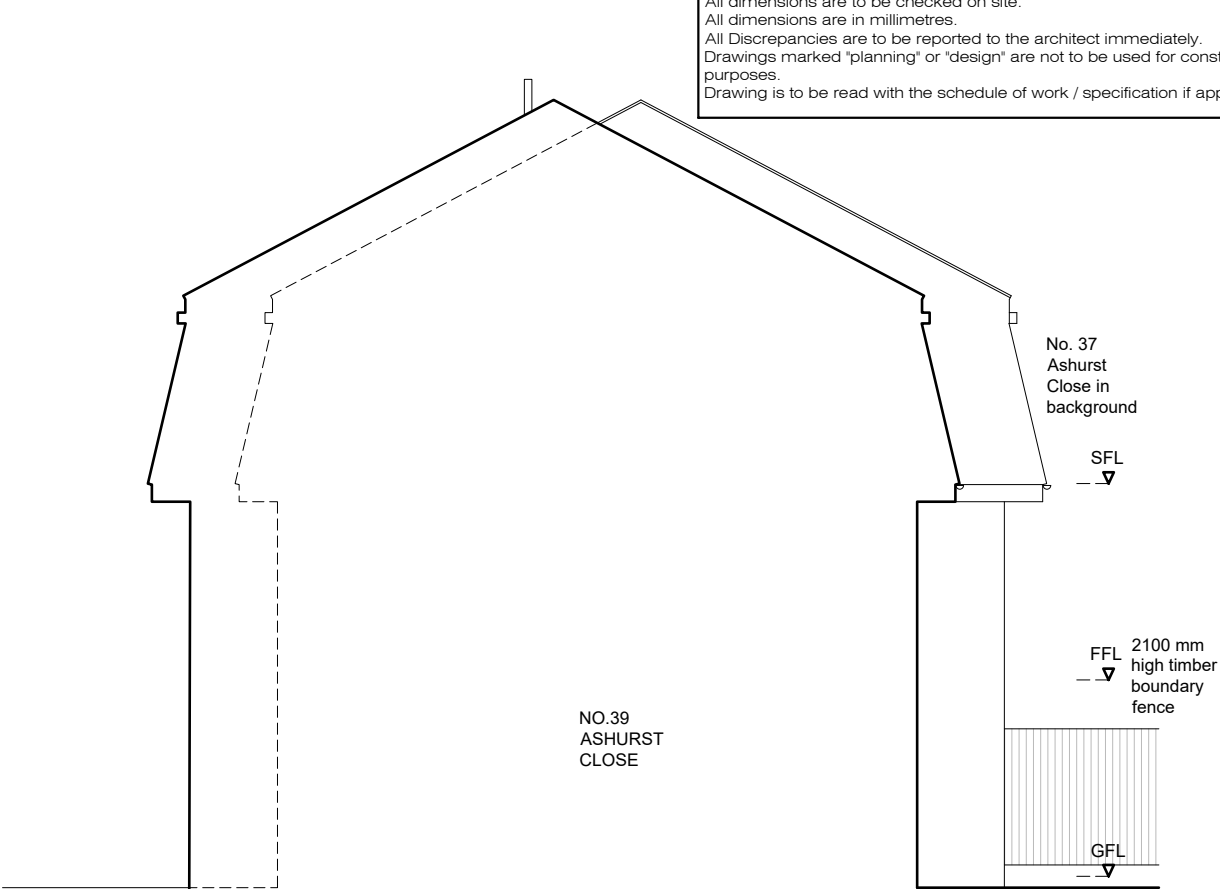 All dimensions are to be checked on site.
All dimensions are in millimetres.
All Discrepancies are to be reported to the architect immediately.
Drawings marked "planning" or "design" are not to be used for
purposes.
Drawing is to be read with the schedule of work / specification if
No. 37
Ashurst
Close in
background
SFL
FFL
2100 mm
high timber
boundary
fence
NO.39
ASHURST
CLOSE
GFL